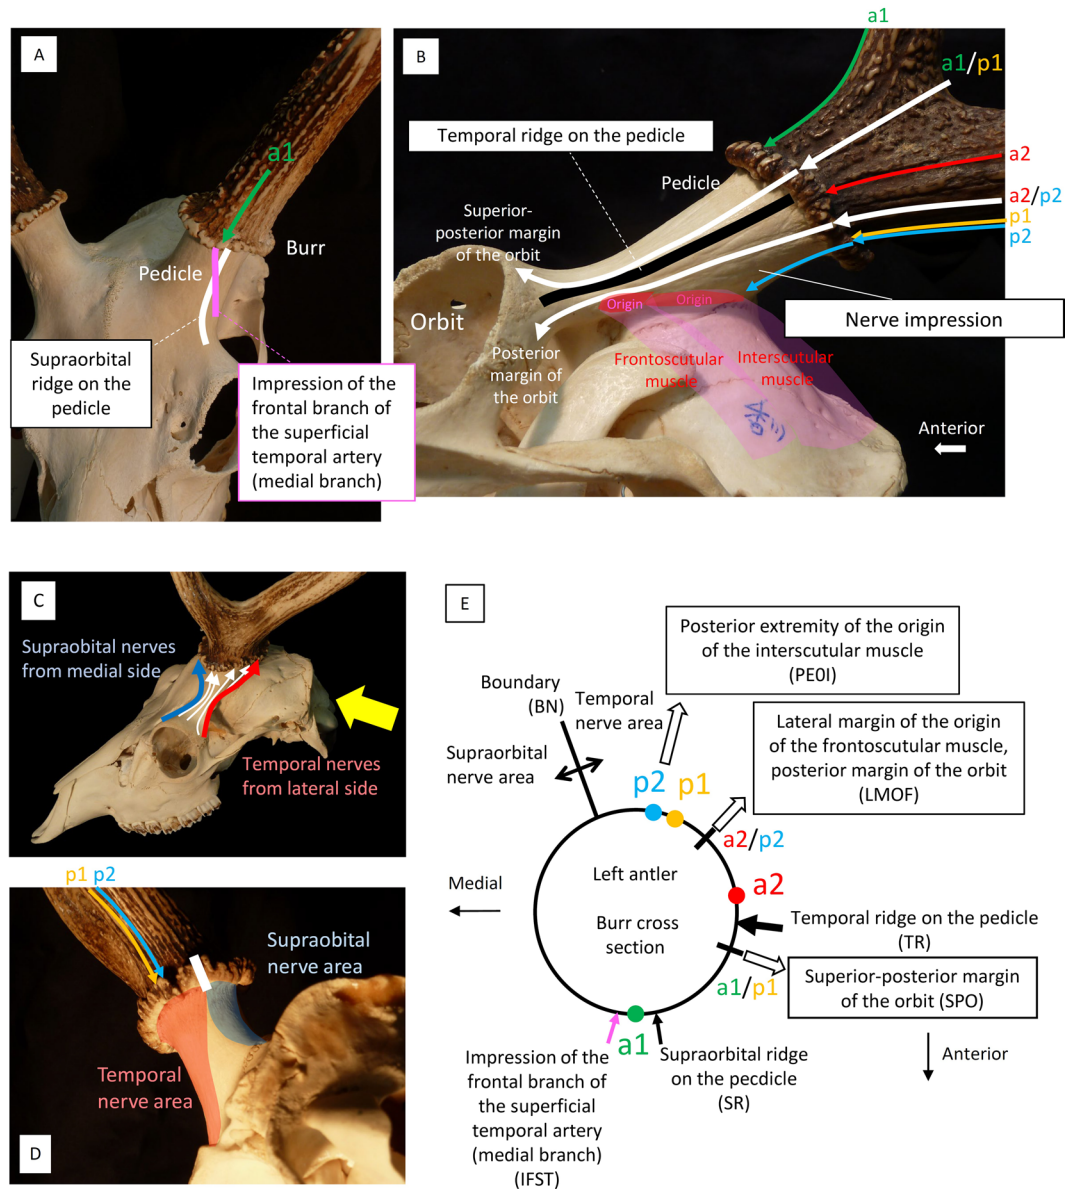 A
a1
Burr
Pedicle
Supraorbital
ridge on the
pedicle
Impression of the
frontal branch of
the superficial
temporal artery
(medial branch)
B
a1
a1/p1
Temporal ridge on the pedicle
a2
Pedicle
a2/p2
p1
p2
Superior-
posterior margin
of the orbit
Orbit
Origin
Origin
Nerve impression
Posterior
margin of
the orbit
Frontoscutular
muscle
Interscutular
muscle
Anterior
C
Supraobital nerves
from medial side
Temporal nerves
from lateral side
p1 p2
Supraobital
nerve area
Temporal
nerve area
D
E
Posterior extremity of the origin
of the interscutular muscle
(PE0I)
Boundary
(BN)
Temporal
nerve area
Supraorbital
nerve area
Lateral margin of the origin
of the frontoscutular muscle,
posterior margin of the orbit
(LMOF)
p2 p1
a2/p2
Left antler
a2
Medial
Burr cross
section
Temporal ridge on the pedicle
(TR)
a1/p1
Superior-posterior margin
of the orbit (SPO)
a1
Anterior
Impression of the
frontal branch of
the superficial
temporal artery
(medial branch)
(IFST)
Supraorbital ridge
on the pecdicle
(SR)